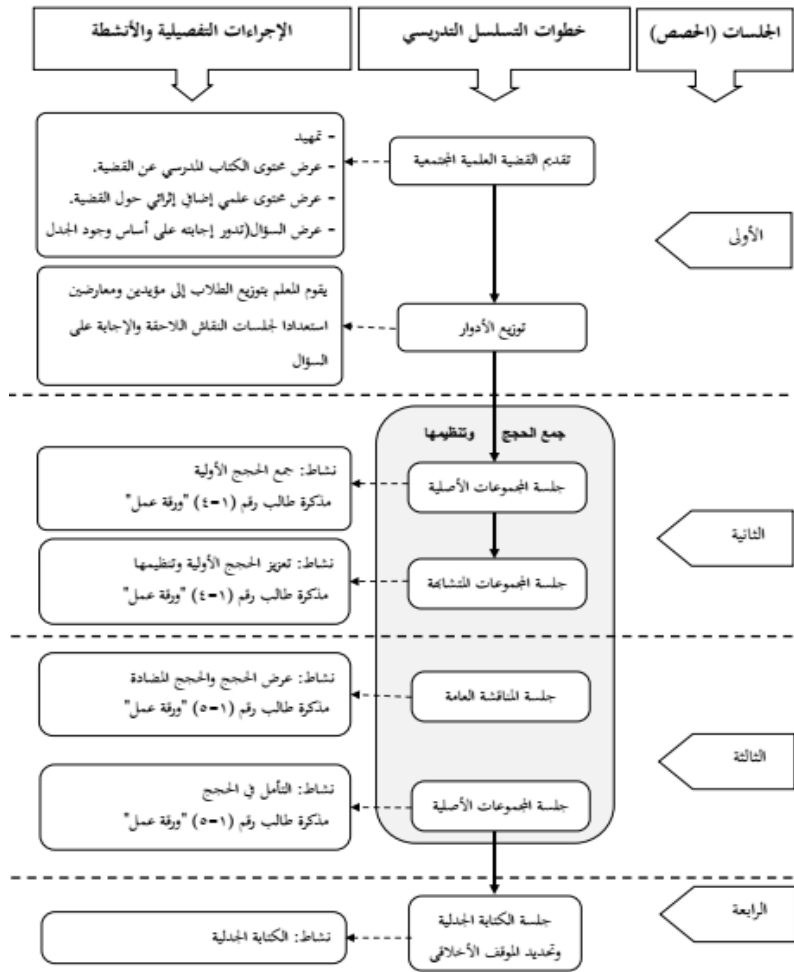 الجلسات (الحصص)
خطوات التسلسل التدريسي
الإجراءات التفصيلية والأنشطة
الأولى
تقديم القضية العلمية المجتمعية
- تمهيد
- عرض محتوى الكتاب المدرسي عن القضية.
- عرض محتوى علمي إضافي إثرائي حول القضية.
- عرض السؤال(تدور إجابته على أساس وجود الجدل
توزيع الأدوار
يقوم المعلم بتوزيع الطلاب إلى مؤيدين ومعارضين
استعدادا لجلسات النقاش اللاحقة والإجابة على
السؤال
الثانية
جمع الحجج وتنظيمها
جلسة المجموعات الأصلية
نشاط: جمع الحجج الأولية
مذكرة طالب رقم (١-٤) "ورقة عمل"
جلسة المجموعات المتشابهة
نشاط: تعزيز الحجج الأولية وتنظيمها
مذكرة طالب رقم (١-٤) "ورقة عمل"
الثالثة
جلسة المناقشة العامة
نشاط: عرض الحجج والحجج المضادة
مذكرة طالب رقم (١-٥) "ورقة عمل"
جلسة المجموعات الأصلية
نشاط: التأمل في الحجج
مذكرة طالب رقم (١-٥) "ورقة عمل"
الرابعة
جلسة الكتابة الجدلية
وتحديد الموقف الأخلاقي
نشاط: الكتابة الجدلية